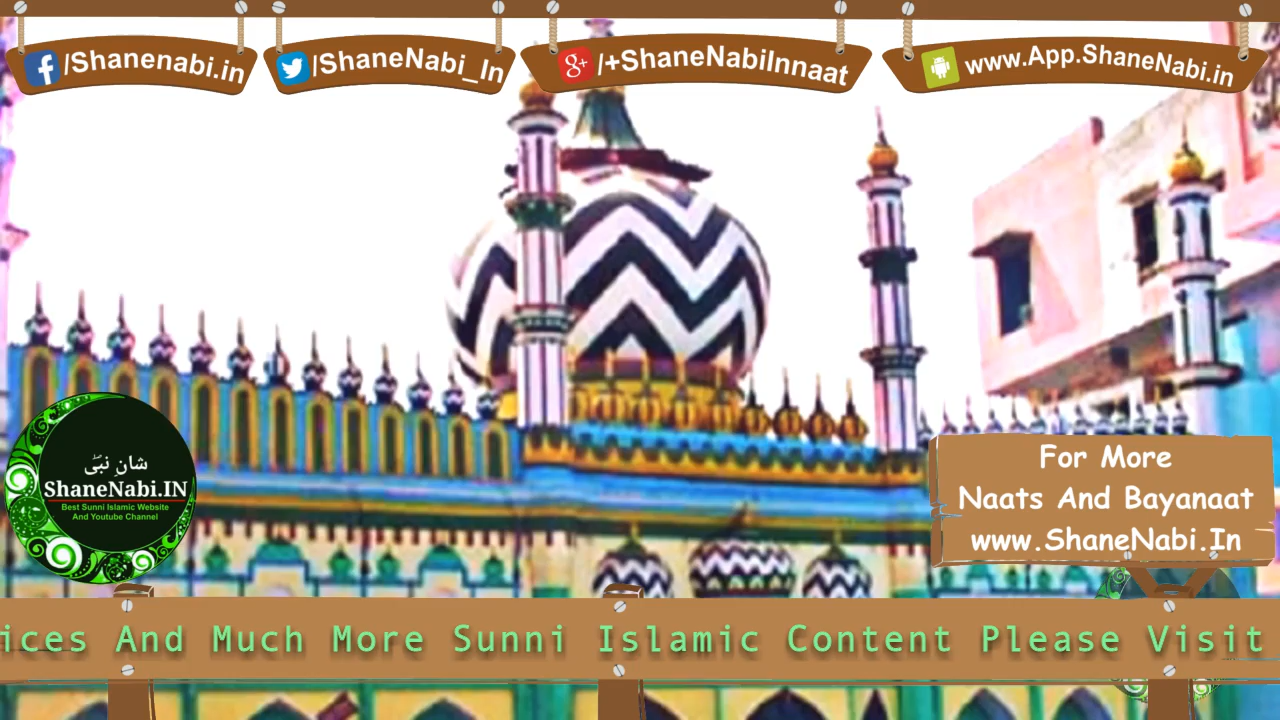 /Shanenabi.in
/ShaneNabi_In
/+ShaneNabiInnaat
www.App.ShaneNabi.in
شانِ نبیؐ
ShaneNabi.IN
Best Sunni Islamic Website
And Youtube Channel
For More
Naats And Bayanaat
www.ShaneNabi.In
ices And Much More Sunni Islamic Content Please Visit